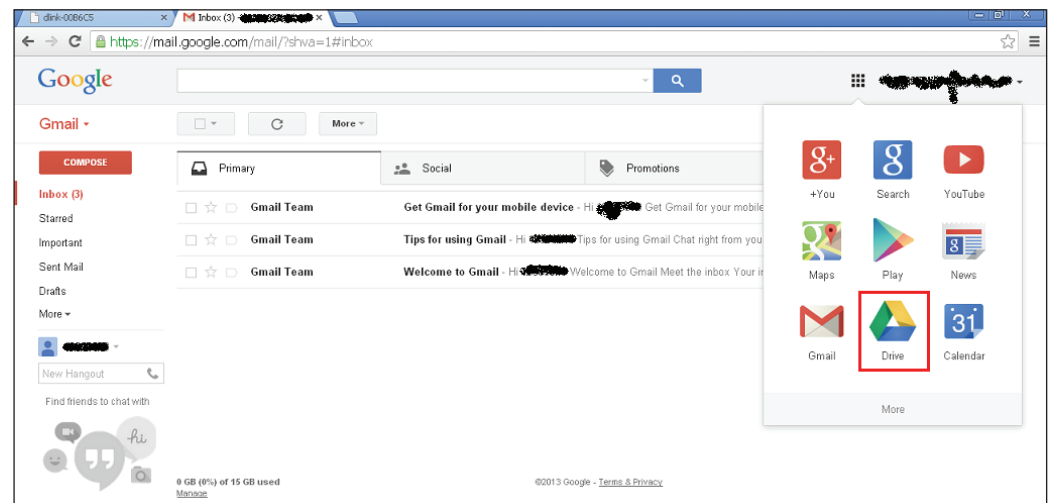 dlink-00B6C5 × Inbox (3) - ×
https://mail.google.com/mail/?shva=1#inbox
Google
Gmail More
COMPOSE
Primary Social Promotions
Inbox (3)
Starred
Important
Sent Mail
Drafts
More
Gmail Team Get Gmail for your mobile device - Hi Get Gmail for your mobile
Gmail Team Tips for using Gmail - Hi Tips for using Gmail Chat right from you
Gmail Team Welcome to Gmail - Hi Welcome to Gmail Meet the inbox Your in
New Hangout
Find friends to chat with
hi
8+ 8
+You Search YouTube
8
Maps Play News
31
Gmail Drive Calendar
More
0 GB (0%) of 15 GB used
Manage
©2013 Google - Terms & Privacy